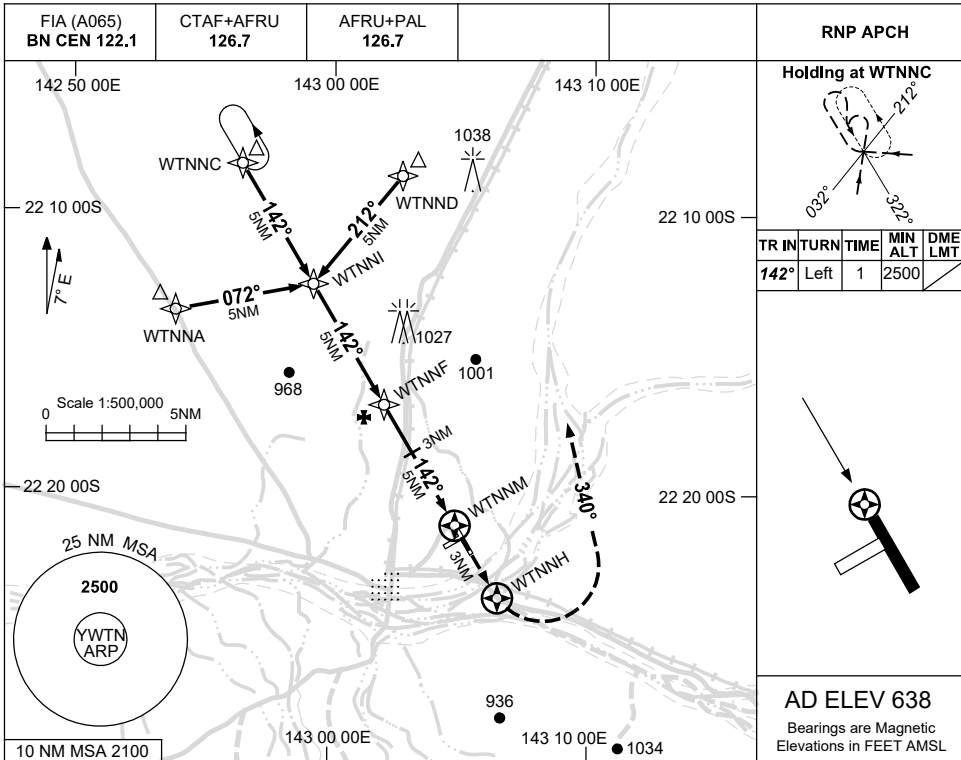 FIA (A065)
BN CEN 122.1
CTAF+AFRU
126.7
AFRU+PAL
126.7
RNP APCH
142 50 00E
143 00 00E
143 10 00E
Holding at WTNNC
212°
032°
322°
TR IN TURN TIME MIN ALT DME LMT
142° Left 1 2500
1038
WTNNC
WTNND
22 10 00S
22 10 00S
142°
5NM
212°
5NM
WTNNI
7° E
072°
5NM
WTNNA
1027
142°
5NM
1001
968
WTNNF
Scale 1:500,000
0
5NM
3NM
142°
5NM
WTNNM
340°
22 20 00S
22 20 00S
3NM
WTNNH
25 NM MSA
2500
YWTN
ARP
936
1034
AD ELEV 638
Bearings are Magnetic
Elevations in FEET AMSL
10 NM MSA 2100
143 00 00E
143 10 00E